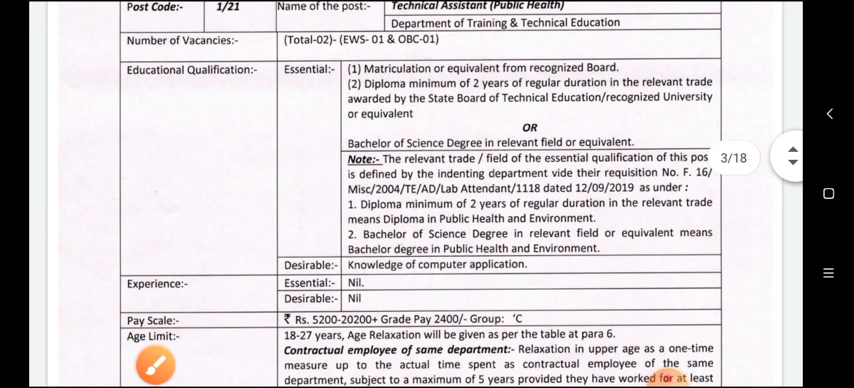 Post Code:- 1/21 Name of the post:- Technical Assistant (Public Health)
Department of Training & Technical Education
Number of Vacancies:- (Total-02)- (EWS- 01 & OBC-01)
Educational Qualification:- Essential:- (1) Matriculation or equivalent from recognized Board.
(2) Diploma minimum of 2 years of regular duration in the relevant trade
awarded by the State Board of Technical Education/recognized University
or equivalent
OR
Bachelor of Science Degree in relevant field or equivalent.
Note:- The relevant trade / field of the essential qualification of this pos
is defined by the indenting department vide their requisition No. F. 16/
Misc/2004/TE/AD/Lab Attendant/1118 dated 12/09/2019 as under :
1. Diploma minimum of 2 years of regular duration in the relevant trade
means Diploma in Public Health and Environment.
2. Bachelor of Science Degree in relevant field or equivalent means
Bachelor degree in Public Health and Environment.
Desirable:- Knowledge of computer application.
Experience:- Essential:- Nil.
Desirable:- Nil
Pay Scale:- ₹ Rs. 5200-20200+ Grade Pay 2400/- Group: 'C
Age Limit:- 18-27 years, Age Relaxation will be given as per the table at para 6.
Contractual employee of same department:- Relaxation in upper age as a one-time
measure up to the actual time spent as contractual employee of the same
department, subject to a maximum of 5 years provided they have worked for at least
3/18